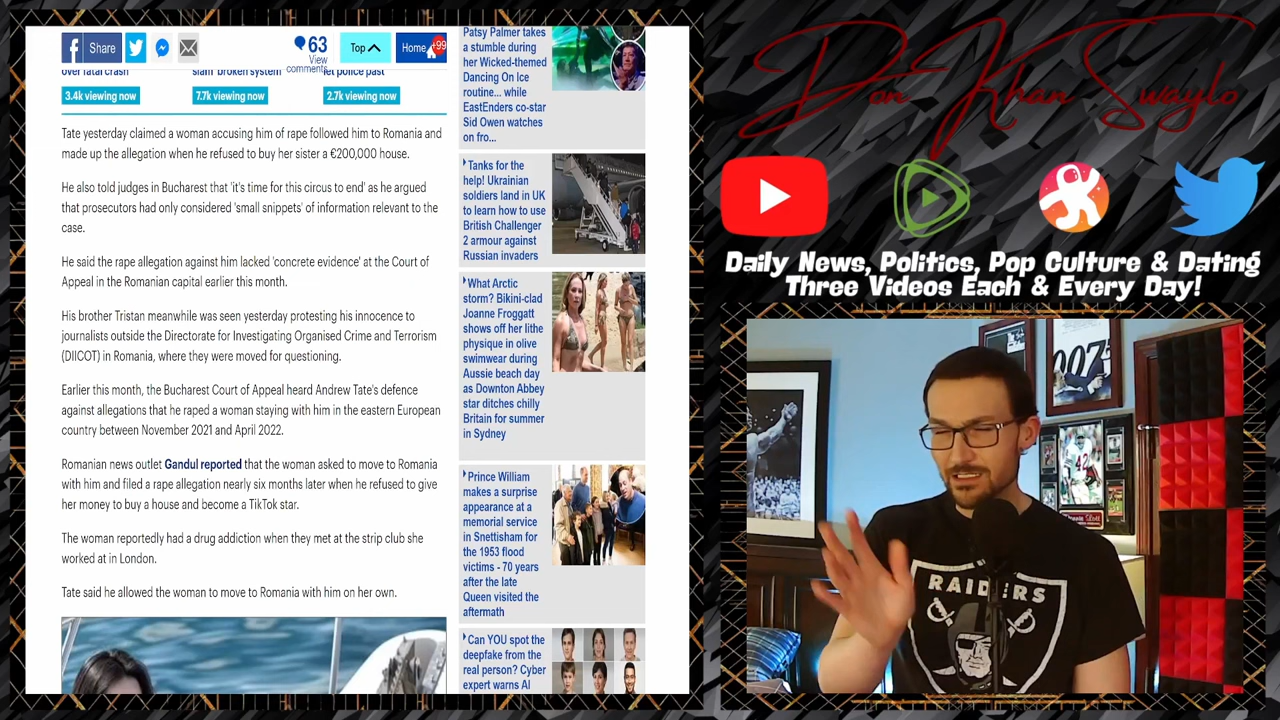 Share
63
View
comments
Top
Home
+99
over fatal crash
slam 'broken system'
let police past
3.4k viewing now
7.7k viewing now
2.7k viewing now
Tate yesterday claimed a woman accusing him of rape followed him to Romania and
made up the allegation when he refused to buy her sister a €200,000 house.
He also told judges in Bucharest that 'it's time for this circus to end' as he argued
that prosecutors had only considered 'small snippets' of information relevant to the
case.
He said the rape allegation against him lacked 'concrete evidence' at the Court of
Appeal in the Romanian capital earlier this month.
His brother Tristan meanwhile was seen yesterday protesting his innocence to
journalists outside the Directorate for Investigating Organised Crime and Terrorism
(DIICOT) in Romania, where they were moved for questioning.
Earlier this month, the Bucharest Court of Appeal heard Andrew Tate's defence
against allegations that he raped a woman staying with him in the eastern European
country between November 2021 and April 2022.
Romanian news outlet Gandul reported that the woman asked to move to Romania
with him and filed a rape allegation nearly six months later when he refused to give
her money to buy a house and become a TikTok star.
The woman reportedly had a drug addiction when they met at the strip club she
worked at in London.
Tate said he allowed the woman to move to Romania with him on her own.
Patsy Palmer takes
a stumble during
her Wicked-themed
Dancing On Ice
routine... while
EastEnders co-star
Sid Owen watches
on fro...
Tanks for the
help! Ukrainian
soldiers land in UK
to learn how to use
British Challenger
2 armour against
Russian invaders
What Arctic
storm? Bikini-clad
Joanne Froggatt
shows off her lithe
physique in olive
swimwear during
Aussie beach day
as Downton Abbey
star ditches chilly
Britain for summer
in Sydney
Prince William
makes a surprise
appearance at a
memorial service
in Snettisham for
the 1953 flood
victims - 70 years
after the late
Queen visited the
aftermath
Can YOU spot the
deepfake from the
real person? Cyber
expert warns AI
Don Khan Swaylo
Daily News, Politics, Pop Culture & Dating
Three Videos Each & Every Day!
007
42
RAIDERS